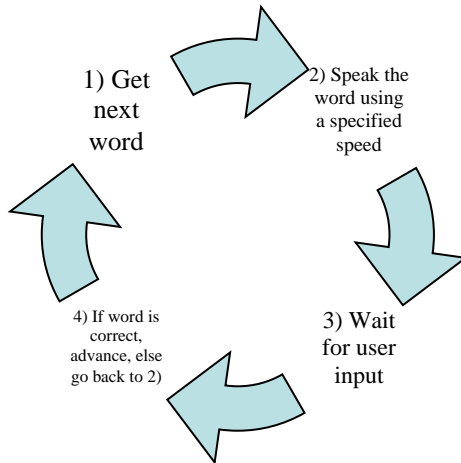 1) Get
next
word
2) Speak the
word using
a specified
speed
3) Wait
for user
input
4) If word is
correct,
advance, else
go back to 2)